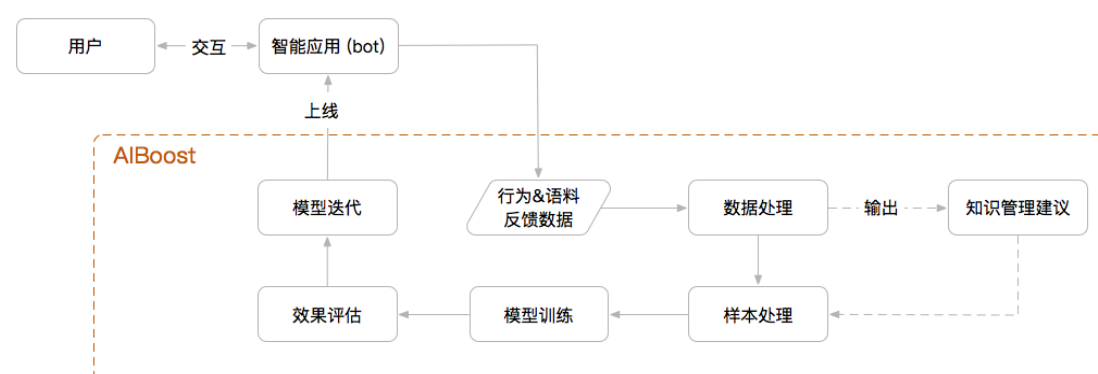 用户
交互
智能应用 (bot)
上线
AIBoost
模型迭代
行为&语料
反馈数据
数据处理
输出
知识管理建议
效果评估
模型训练
样本处理